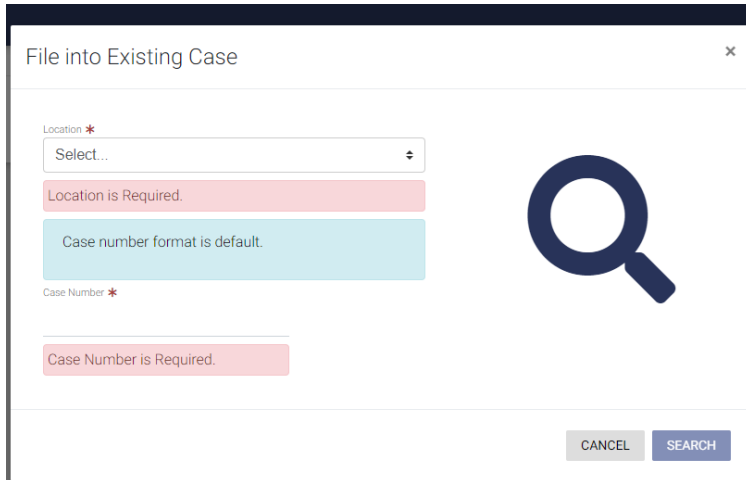 File into Existing Case
×
Location *
Select...
Location is Required.
Case number format is default.
Case Number *
Case Number is Required.
CANCEL SEARCH